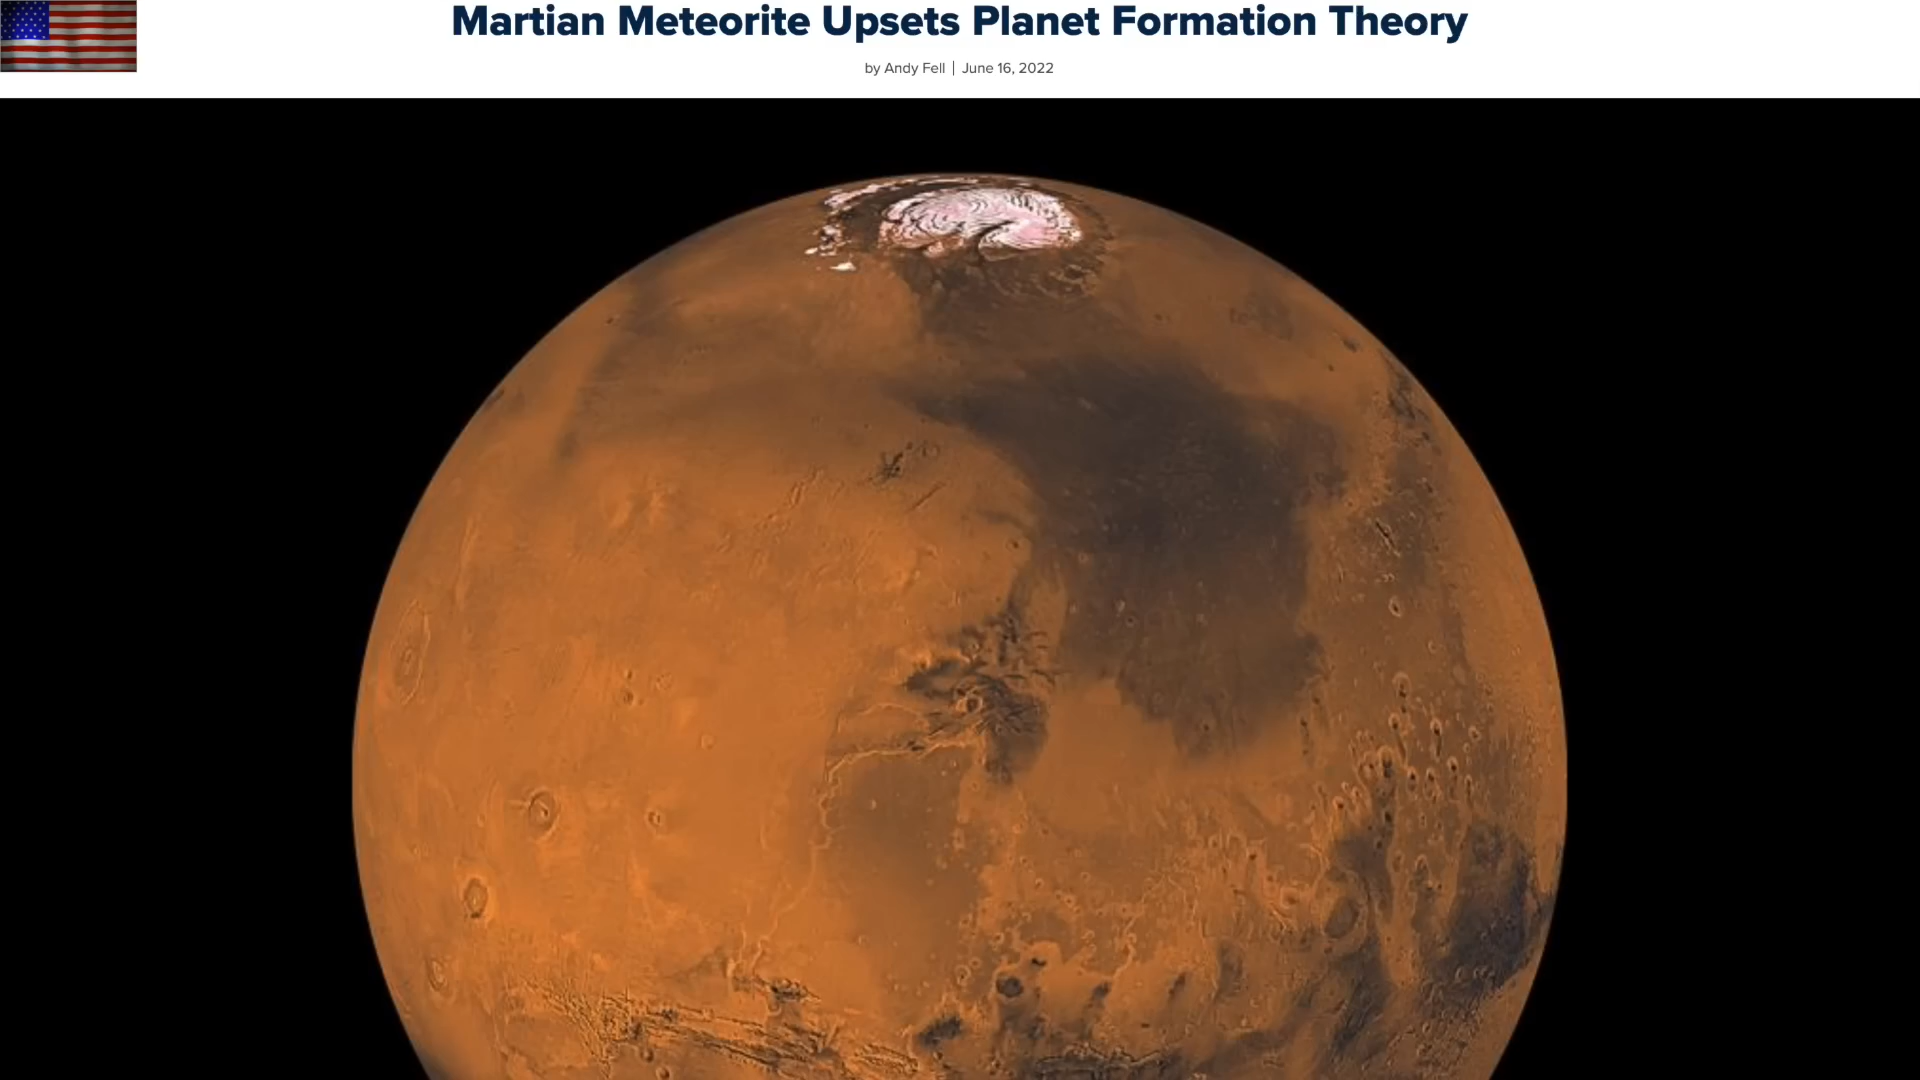 Martian Meteorite Upsets Planet Formation Theory
by Andy Fell | June 16, 2022